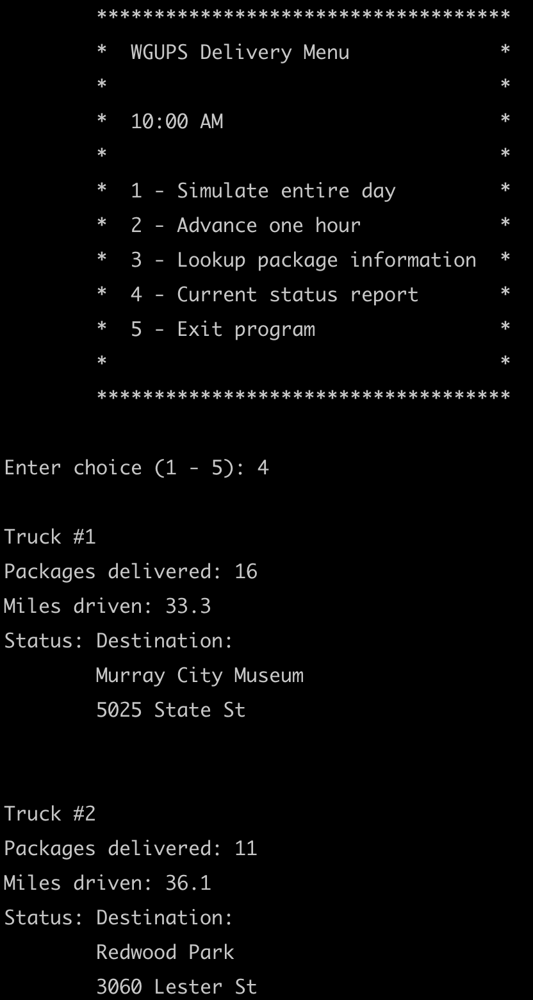 ************************************
*  WGUPS Delivery Menu             *
*                                  *
*  10:00 AM                        *
*                                  *
*  1 - Simulate entire day         *
*  2 - Advance one hour            *
*  3 - Lookup package information  *
*  4 - Current status report       *
*  5 - Exit program                *
*                                  *
************************************
Enter choice (1 - 5): 4
Truck #1
Packages delivered: 16
Miles driven: 33.3
Status: Destination:
Murray City Museum
5025 State St
Truck #2
Packages delivered: 11
Miles driven: 36.1
Status: Destination:
Redwood Park
3060 Lester St